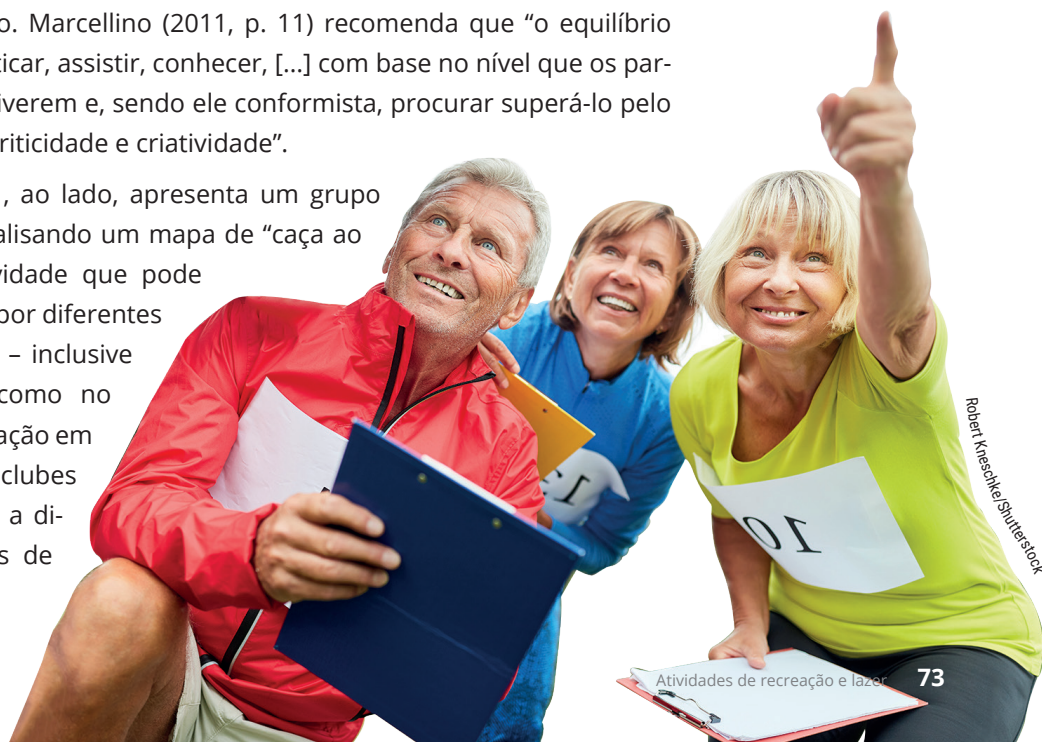 o. Marcellino (2011, p. 11) recomenda que “o equilíbrio
icar, assistir, conhecer, [...] com base no nível que os par-
iverem e, sendo ele conformista, procurar superá-lo pelo
riticidade e criatividade”.
, ao lado, apresenta um grupo
alisando um mapa de “caça ao
vidade que pode
por diferentes
– inclusive
como no
ação em
clubes
a di-
s de
Robert Kneschke/Shutterstock
10
Atividades de recreação e lazer 73